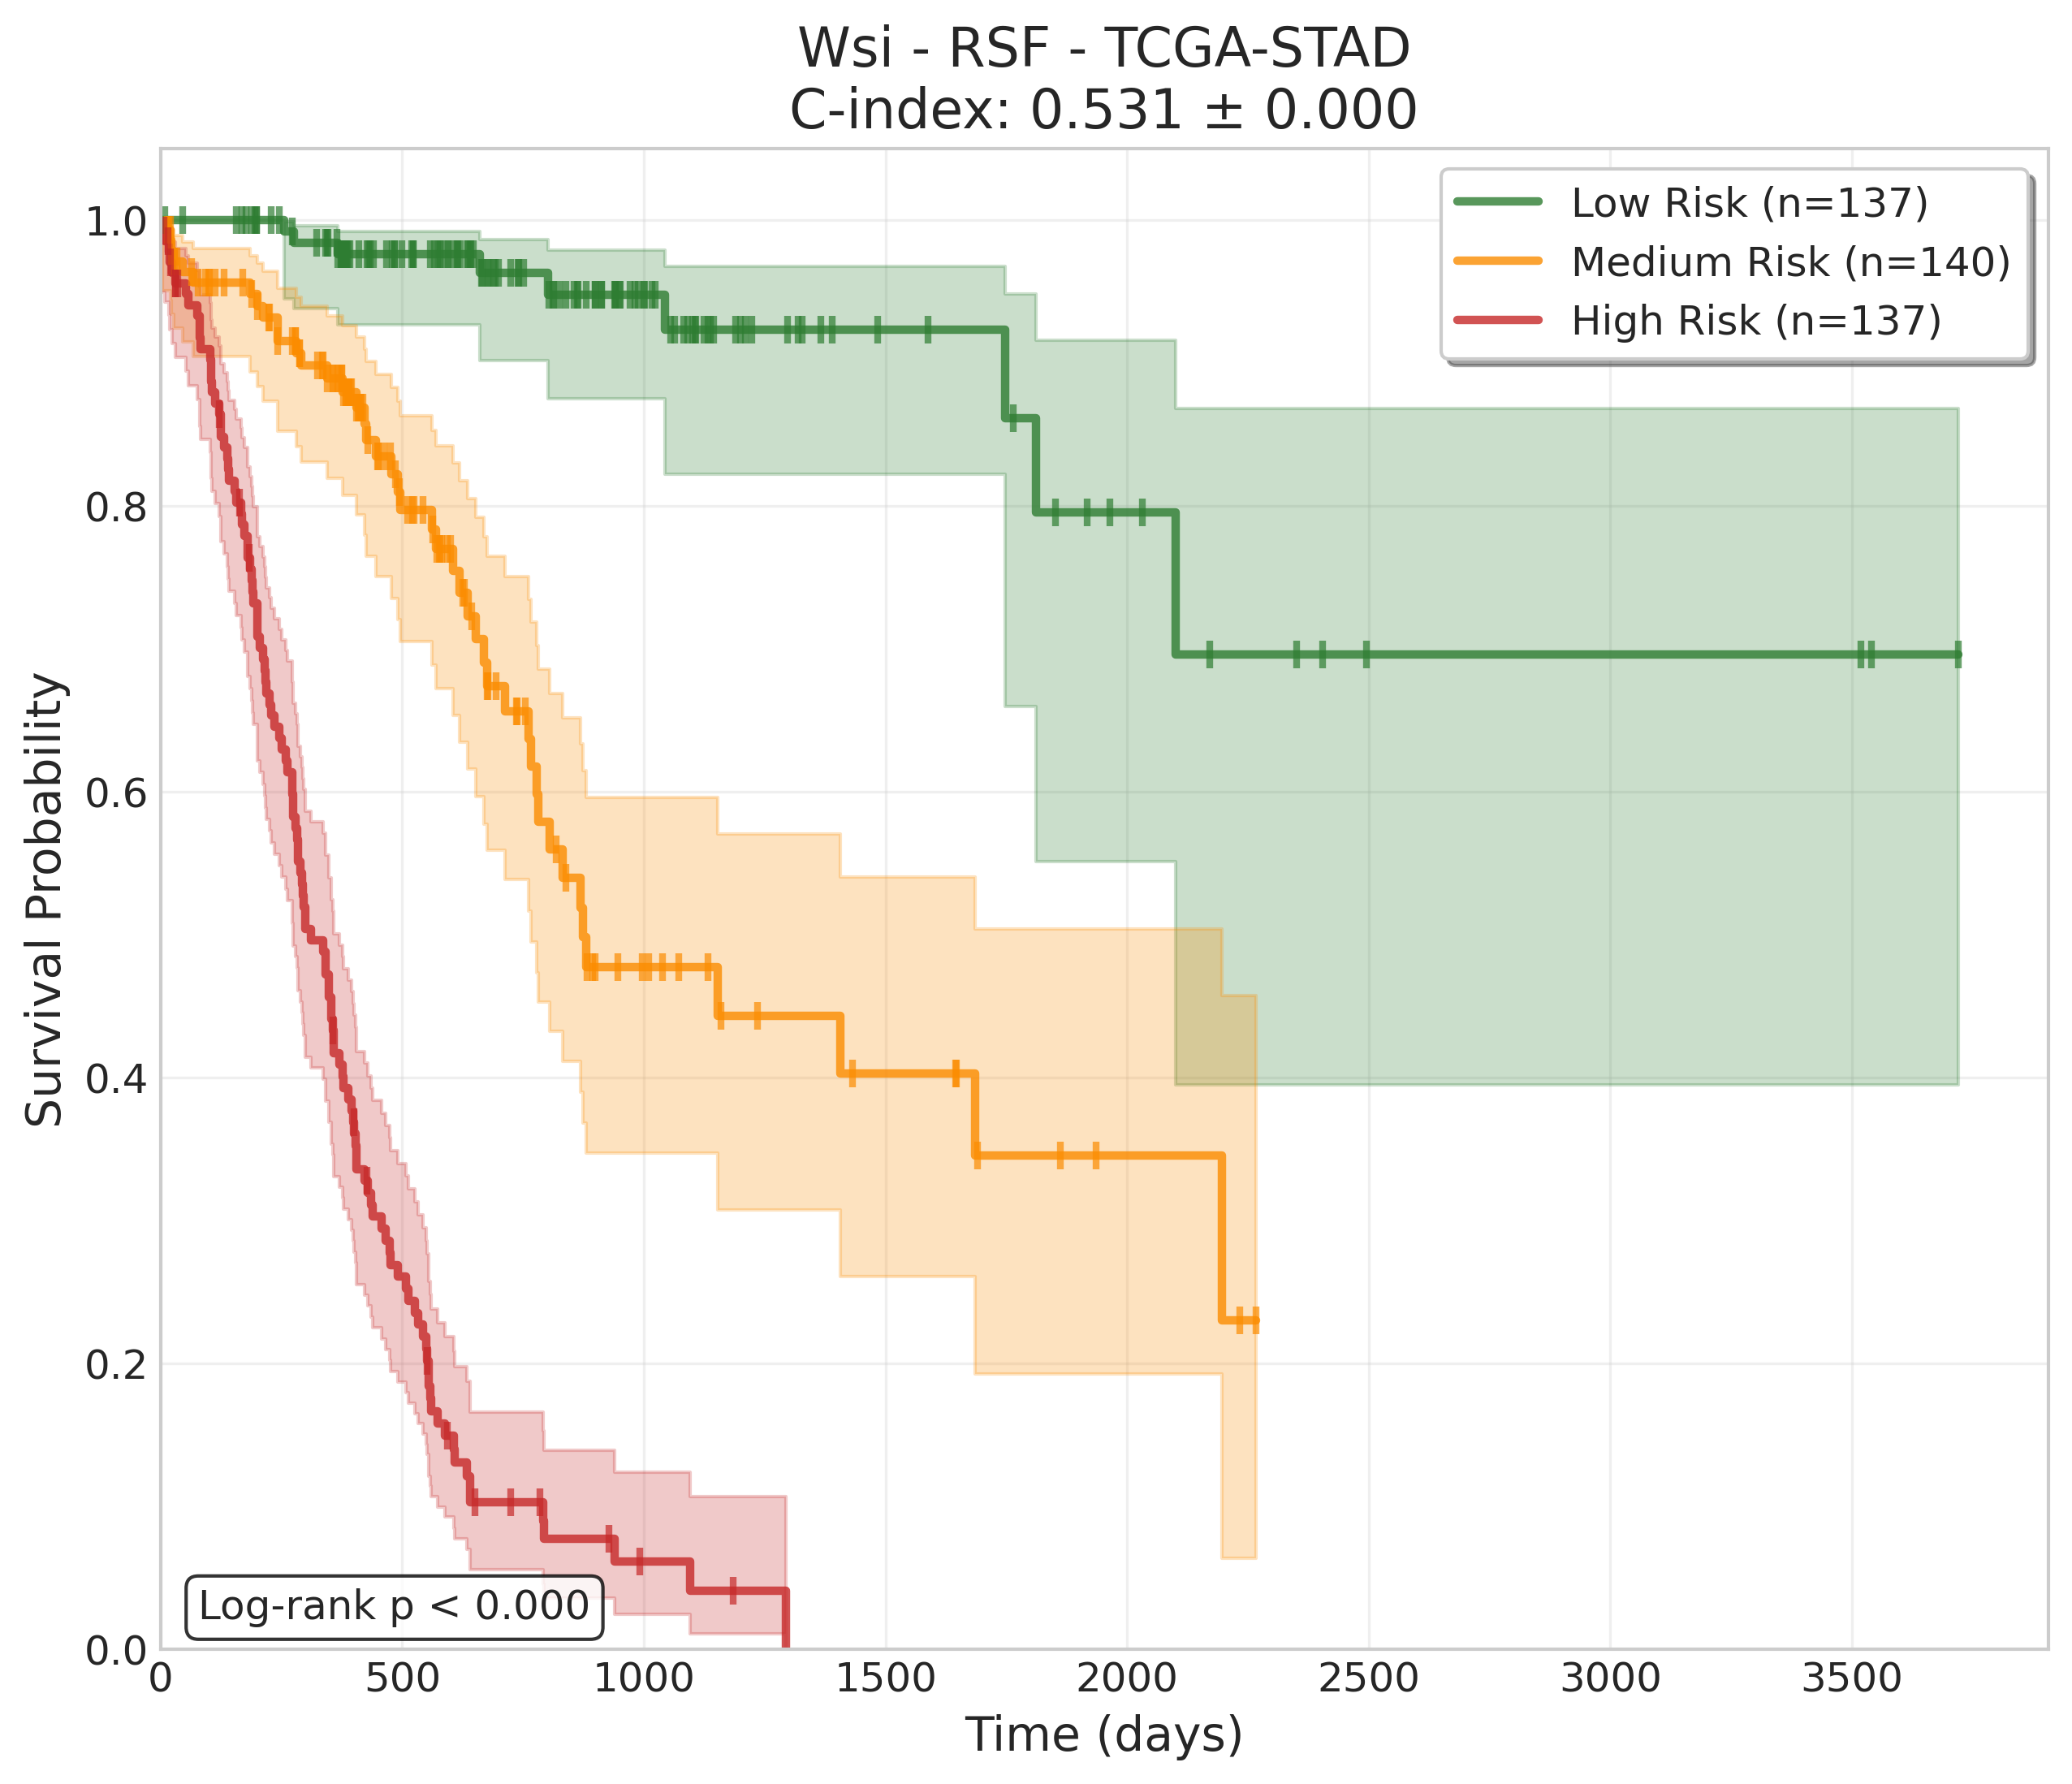 Wsi - RSF - TCGA-STAD
C-index: 0.531 ± 0.000
Low Risk (n=137)
Medium Risk (n=140)
High Risk (n=137)
Survival Probability
1.0
0.8
0.6
0.4
0.2
0.0
Log-rank p < 0.000
0 500 1000 1500 2000 2500 3000 3500
Time (days)